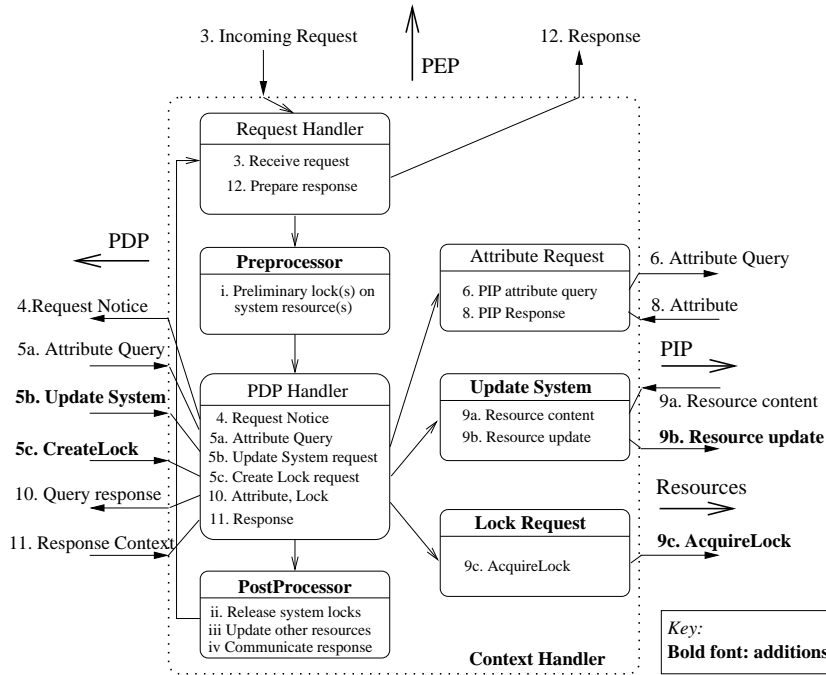 3. Incoming Request
12. Response
PEP
Request Handler
3. Receive request
12. Prepare response
PDP
Preprocessor
i. Preliminary lock(s) on
system resource(s)
Attribute Request
6. PIP attribute query
8. PIP Response
6. Attribute Query
8. Attribute
4.Request Notice
5a. Attribute Query
5b. Update System
5c. CreateLock
10. Query response
11. Response Context
PDP Handler
4. Request Notice
5a. Attribute Query
5b. Update System request
5c. Create Lock request
10. Attribute, Lock
11. Response
PIP
Update System
9a. Resource content
9b. Resource update
9a. Resource content
9b. Resource update
Resources
Lock Request
9c. AcquireLock
9c. AcquireLock
PostProcessor
ii. Release system locks
iii Update other resources
iv Communicate response
Context Handler
Key:
Bold font: additions